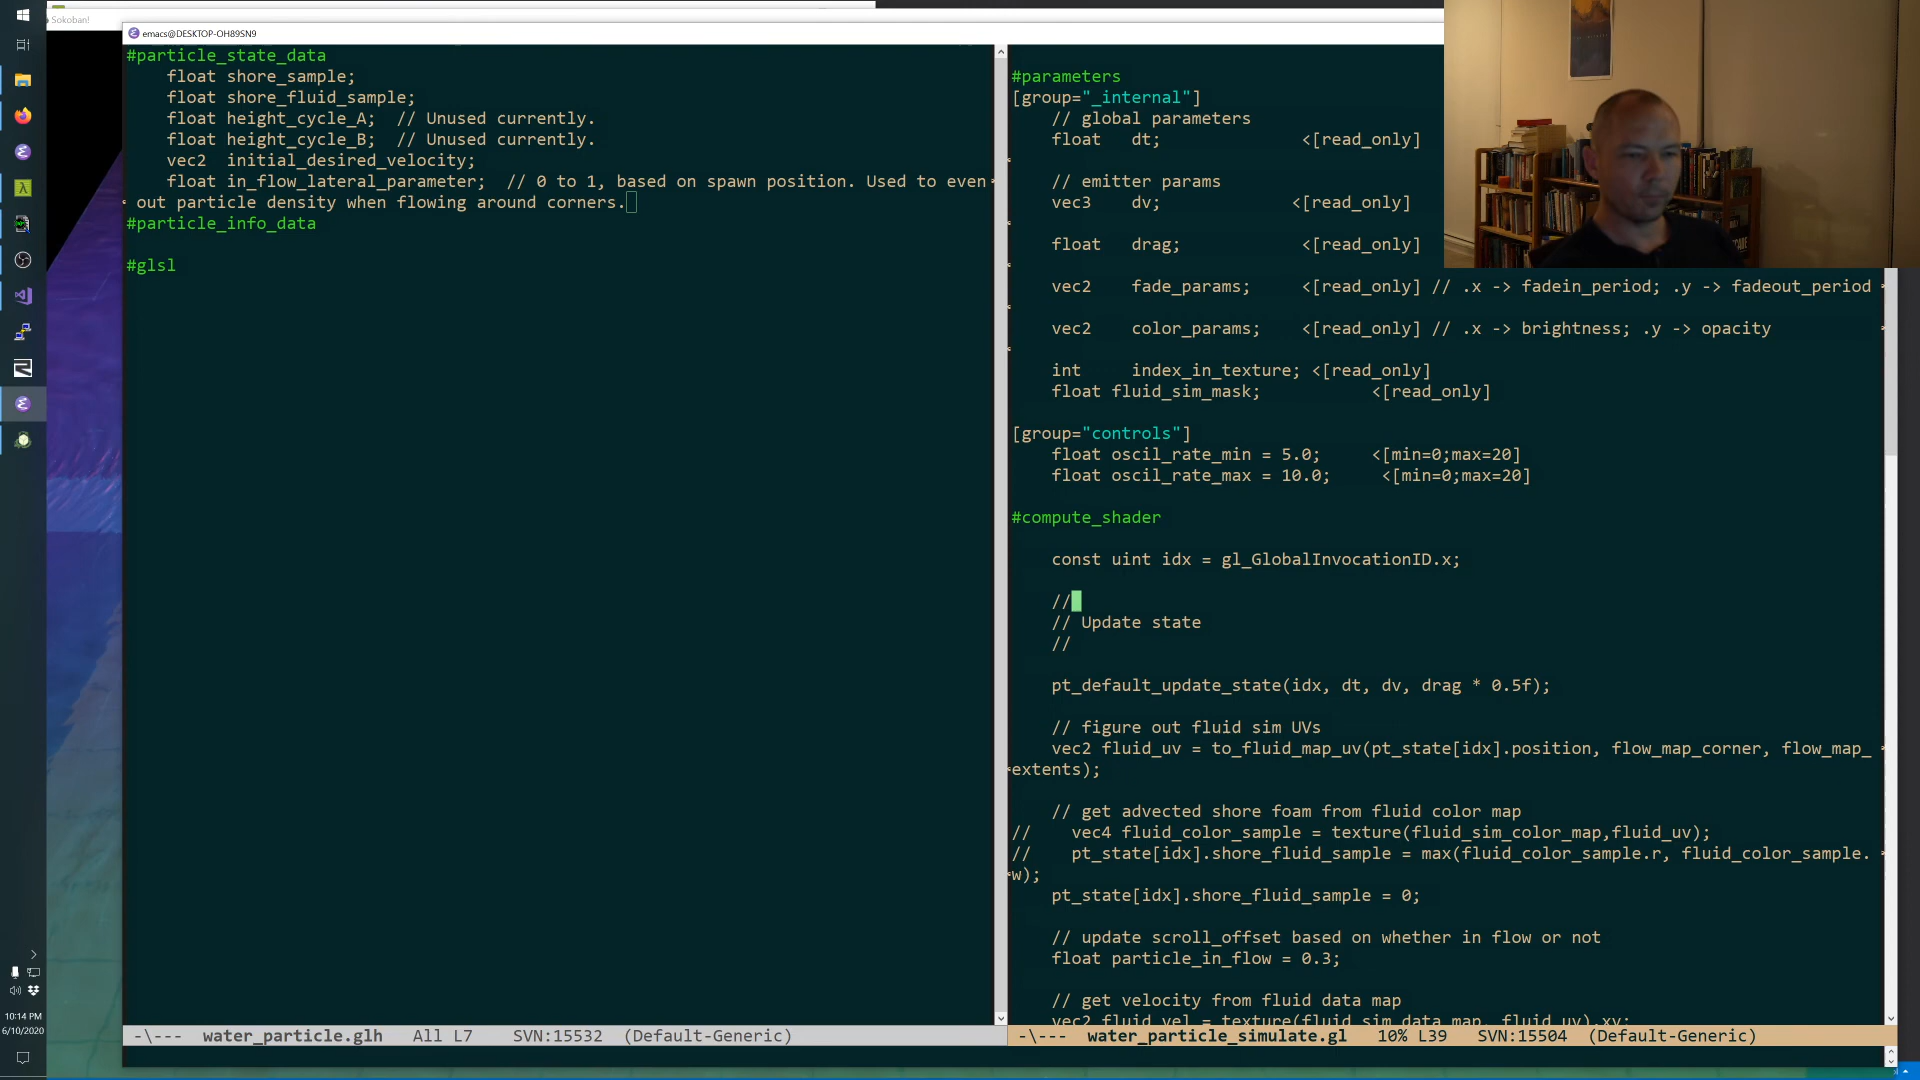 Sokoban!
emacs@DESKTOP-OH89SN9
#particle_state_data
    float shore_sample;
    float shore_fluid_sample;
    float height_cycle_A;  // Unused currently.
    float height_cycle_B;  // Unused currently.
    vec2  initial_desired_velocity;
    float in_flow_lateral_parameter;  // 0 to 1, based on spawn position. Used to even
out particle density when flowing around corners.
#particle_info_data
#glsl
-\---  water_particle.glh   All L7    SVN:15532  (Default-Generic)
#parameters
[group="_internal"]
    // global parameters
    float   dt;              <[read_only]
    // emitter params
    vec3    dv;             <[read_only]
    float   drag;            <[read_only]
    vec2    fade_params;     <[read_only] // .x -> fadein_period; .y -> fadeout_period
    vec2    color_params;    <[read_only] // .x -> brightness; .y -> opacity
    int     index_in_texture; <[read_only]
    float fluid_sim_mask;           <[read_only]
[group="controls"]
    float oscil_rate_min = 5.0;     <[min=0;max=20]
    float oscil_rate_max = 10.0;     <[min=0;max=20]
#compute_shader
    const uint idx = gl_GlobalInvocationID.x;
    //
    // Update state
    //
    pt_default_update_state(idx, dt, dv, drag * 0.5f);
    // figure out fluid sim UVs
    vec2 fluid_uv = to_fluid_map_uv(pt_state[idx].position, flow_map_corner, flow_map_
extents);
    // get advected shore foam from fluid color map
//    vec4 fluid_color_sample = texture(fluid_sim_color_map,fluid_uv);
//    pt_state[idx].shore_fluid_sample = max(fluid_color_sample.r, fluid_color_sample.
w);
    pt_state[idx].shore_fluid_sample = 0;
    // update scroll_offset based on whether in flow or not
    float particle_in_flow = 0.3;
    // get velocity from fluid data map
    vec2 fluid_vel = texture(fluid_sim_data_map, fluid_uv).xy;
-\---  water_particle_simulate.gl   10% L39   SVN:15504  (Default-Generic)
10:14 PM
6/10/2020